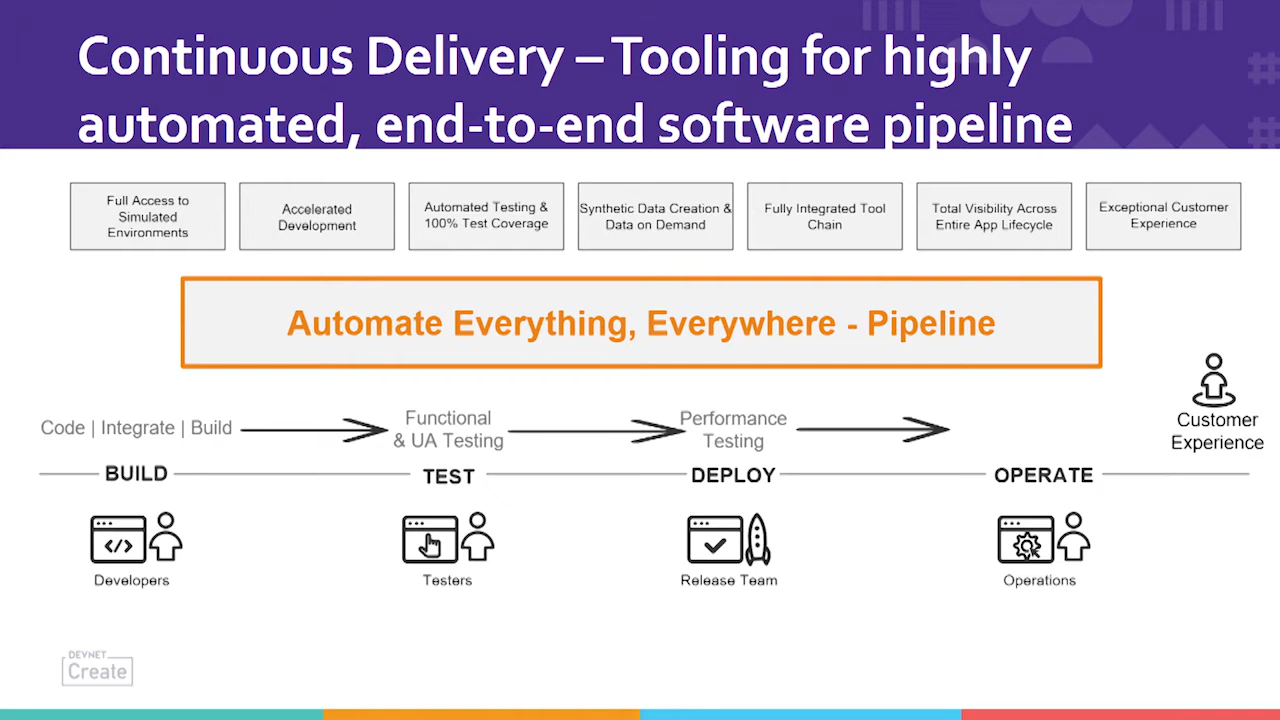 Continuous Delivery – Tooling for highly
automated, end-to-end software pipeline
Full Access to
Simulated
Environments
Accelerated
Development
Automated Testing &
100% Test Coverage
Synthetic Data Creation &
Data on Demand
Fully Integrated Tool
Chain
Total Visibility Across
Entire App Lifecycle
Exceptional Customer
Experience
Automate Everything, Everywhere - Pipeline
Code | Integrate | Build
Functional
& UA Testing
Performance
Testing
Customer
Experience
BUILD
TEST
DEPLOY
OPERATE
</>
Developers
Testers
Release Team
Operations
DEVNET
Create